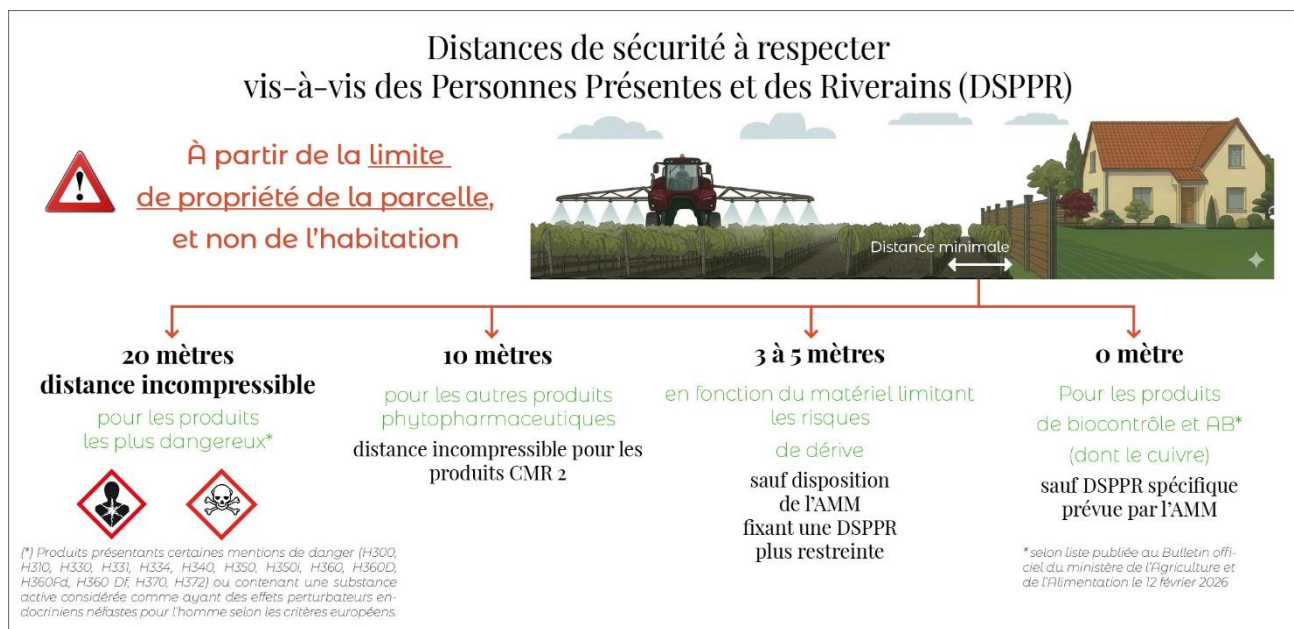 Distances de sécurité à respecter
vis-à-vis des Personnes Présentes et des Riverains (DSPPR)
À partir de la limite
de propriété de la parcelle,
et non de l'habitation
Distance minimale
20 mètres
distance incompressible
pour les produits
les plus dangereux*
(*) Produits présentants certaines mentions de danger (H300,
H310, H330, H331, H334, H340, H350, H350i, H360, H360D,
H360Fd, H360 Df, H370, H372) ou contenant une substance
active considérée comme ayant des effets perturbateurs en-
docriniens néfastes pour l'homme selon les critères européens.
10 mètres
pour les autres produits
phytopharmaceutiques
distance incompressible pour les
produits CMR 2
3 à 5 mètres
en fonction du matériel limitant
les risques
de dérive
sauf disposition
de l'AMM
fixant une DSPPR
plus restreinte
0 mètre
Pour les produits
de biocontrôle et AB*
(dont le cuivre)
sauf DSPPR spécifique
prévue par l'AMM
* selon liste publiée au Bulletin offi-
ciel du ministère de l'Agriculture et
de l'Alimentation le 12 février 2026